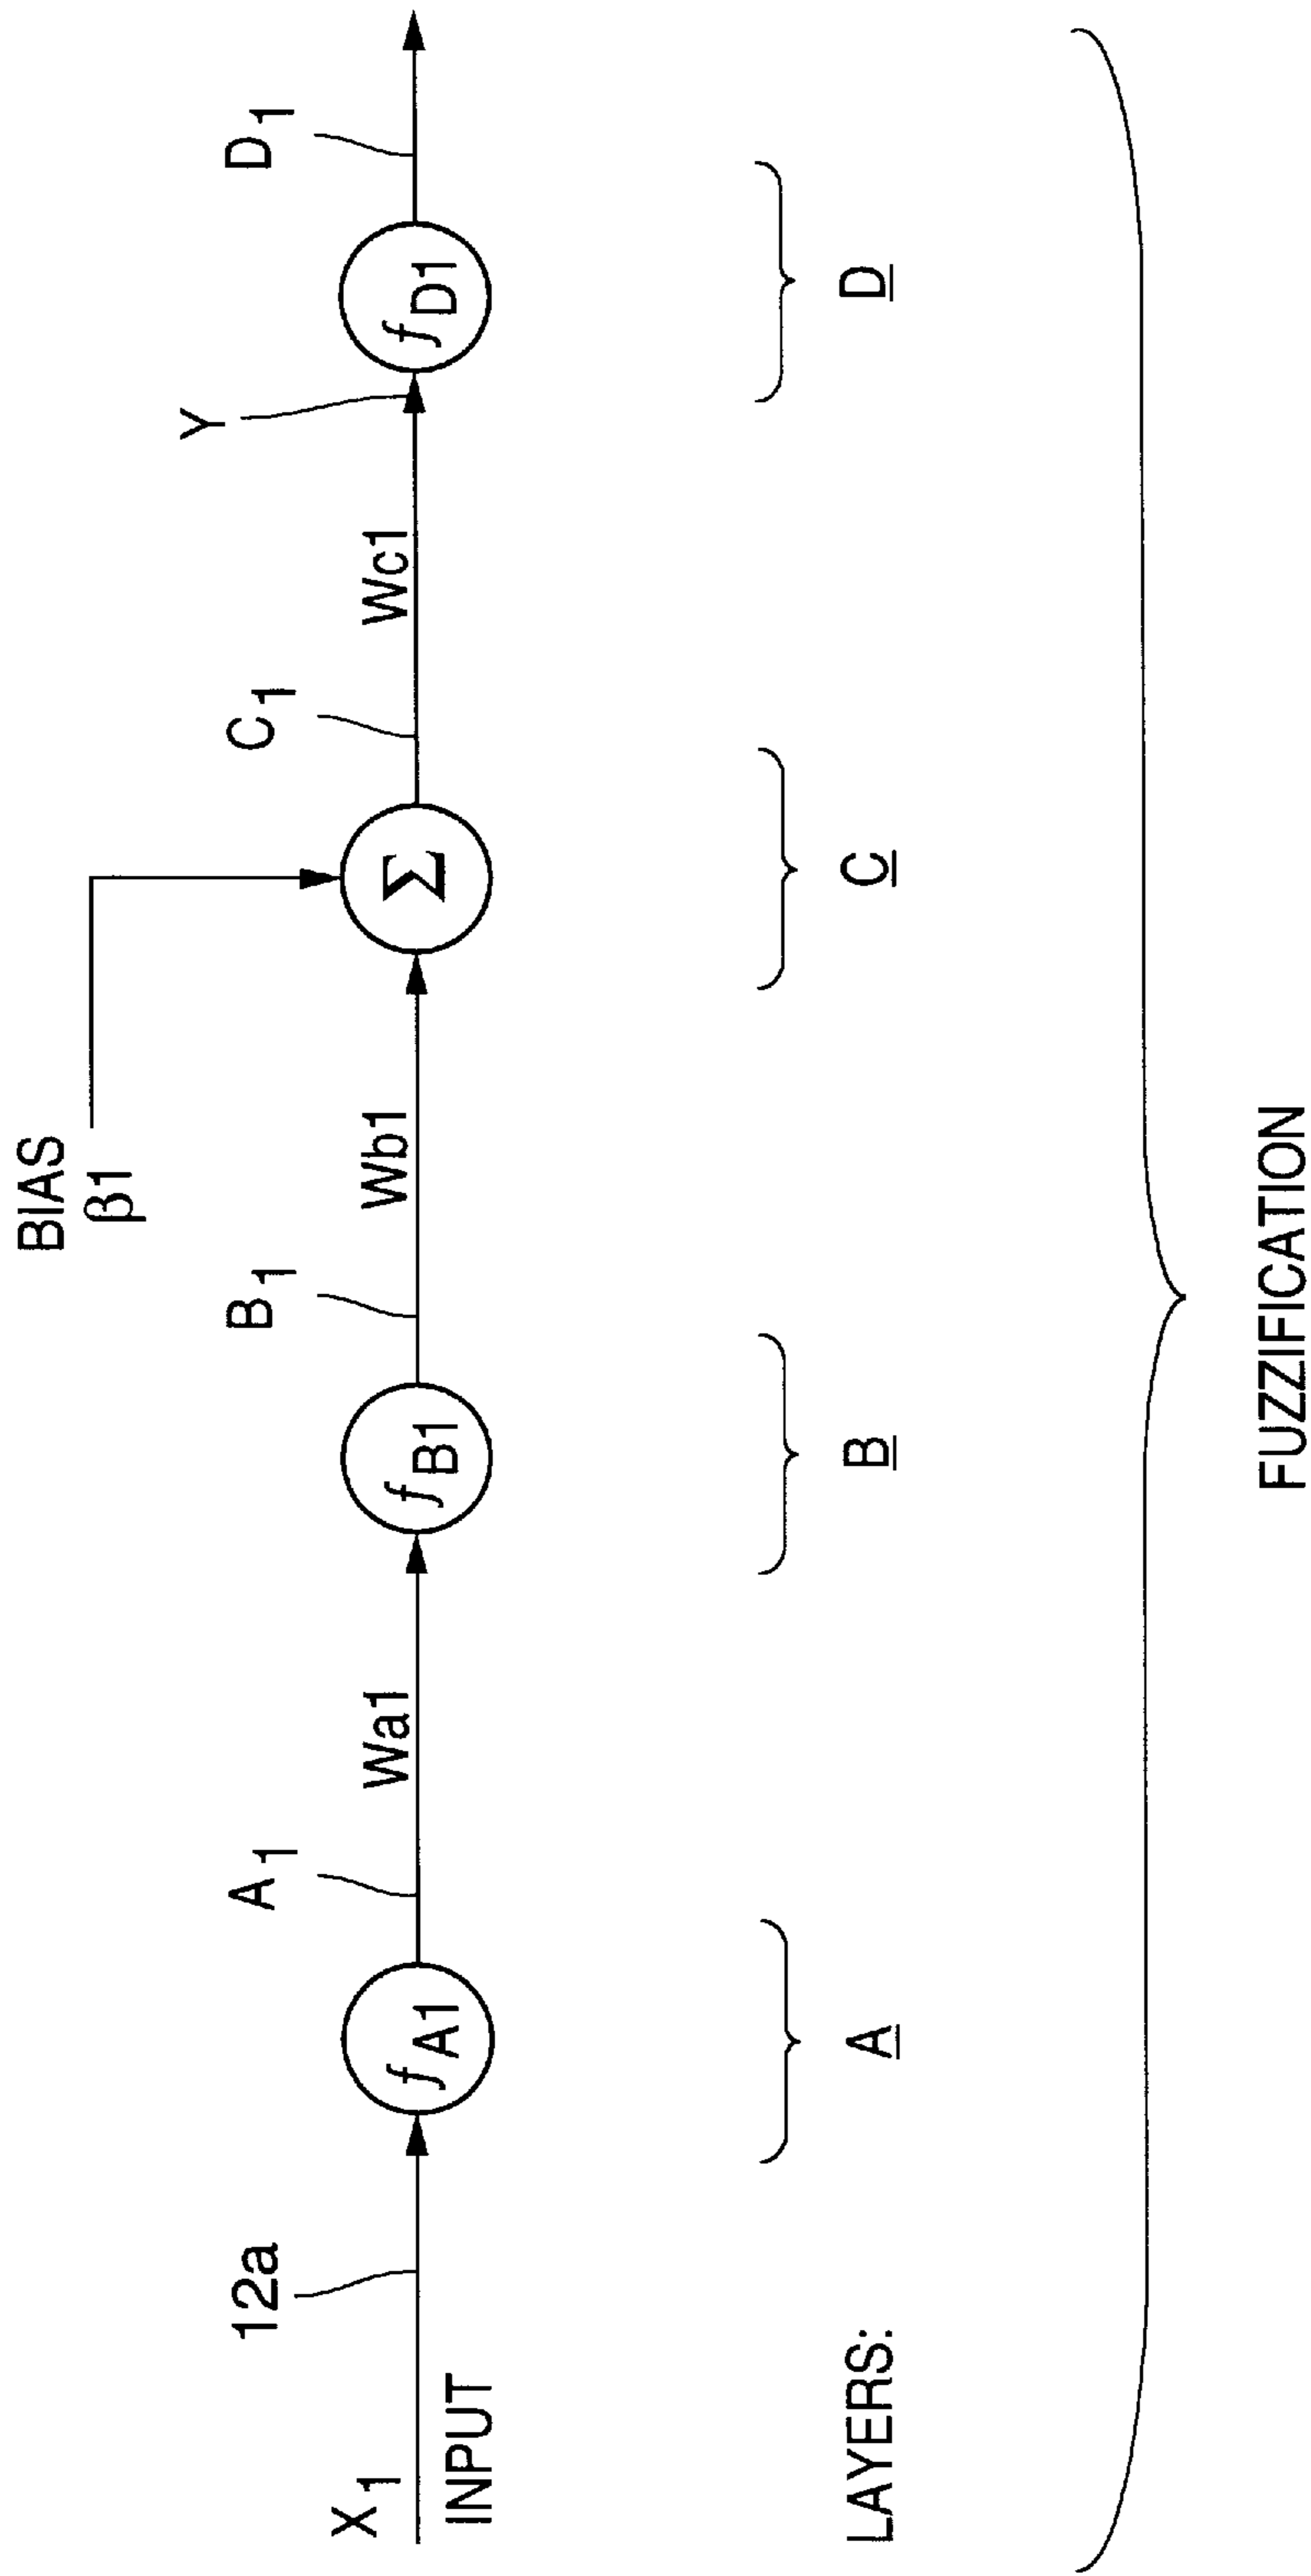 BIAS
β1
12a
A1
B1
C1
Y
D1
X1
Wa1
Wb1
Wc1
INPUT
fA1
fB1
Σ
fD1
LAYERS:
A
B
C
D
FUZZIFICATION